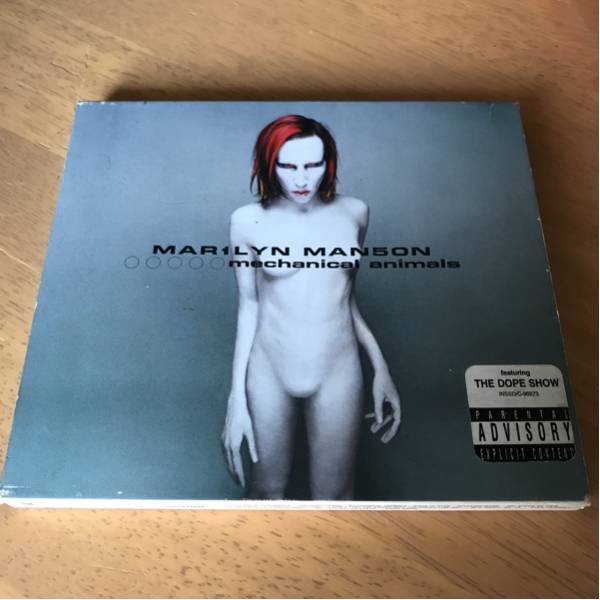 MAR1LYN MAN5ON
○○○○○mechanical animals
featuring
THE DOPE SHOW
PARENTAL
ADVISORY
EXPLICIT CONTENT